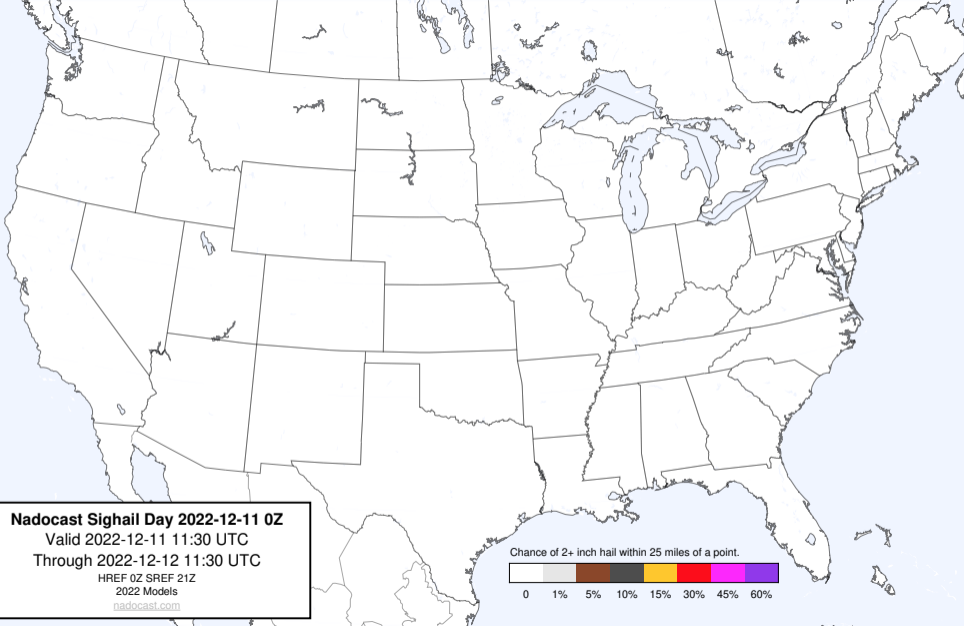 Nadocast Sighail Day 2022-12-11 0Z
Valid 2022-12-11 11:30 UTC
Through 2022-12-12 11:30 UTC
HREF 0Z SREF 21Z
2022 Models
nadocast.com
Chance of 2+ inch hail within 25 miles of a point.
0 1% 5% 10% 15% 30% 45% 60%